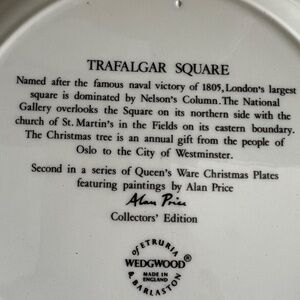 TRAFALGAR SQUARE
Named after the famous naval victory of 1805, London's largest
square is dominated by Nelson's Column. The National
Gallery overlooks the Square on its northern side with the
church of St. Martin's in the Fields on its eastern boundary.
The Christmas tree is an annual gift from the people of
Oslo to the City of Westminster.
Second in a series of Queen's Ware Christmas Plates
featuring paintings by Alan Price
Alan Price
Collectors' Edition
OF ETRURIA
WEDGWOOD®
MADE IN
ENGLAND
& BARLASTON